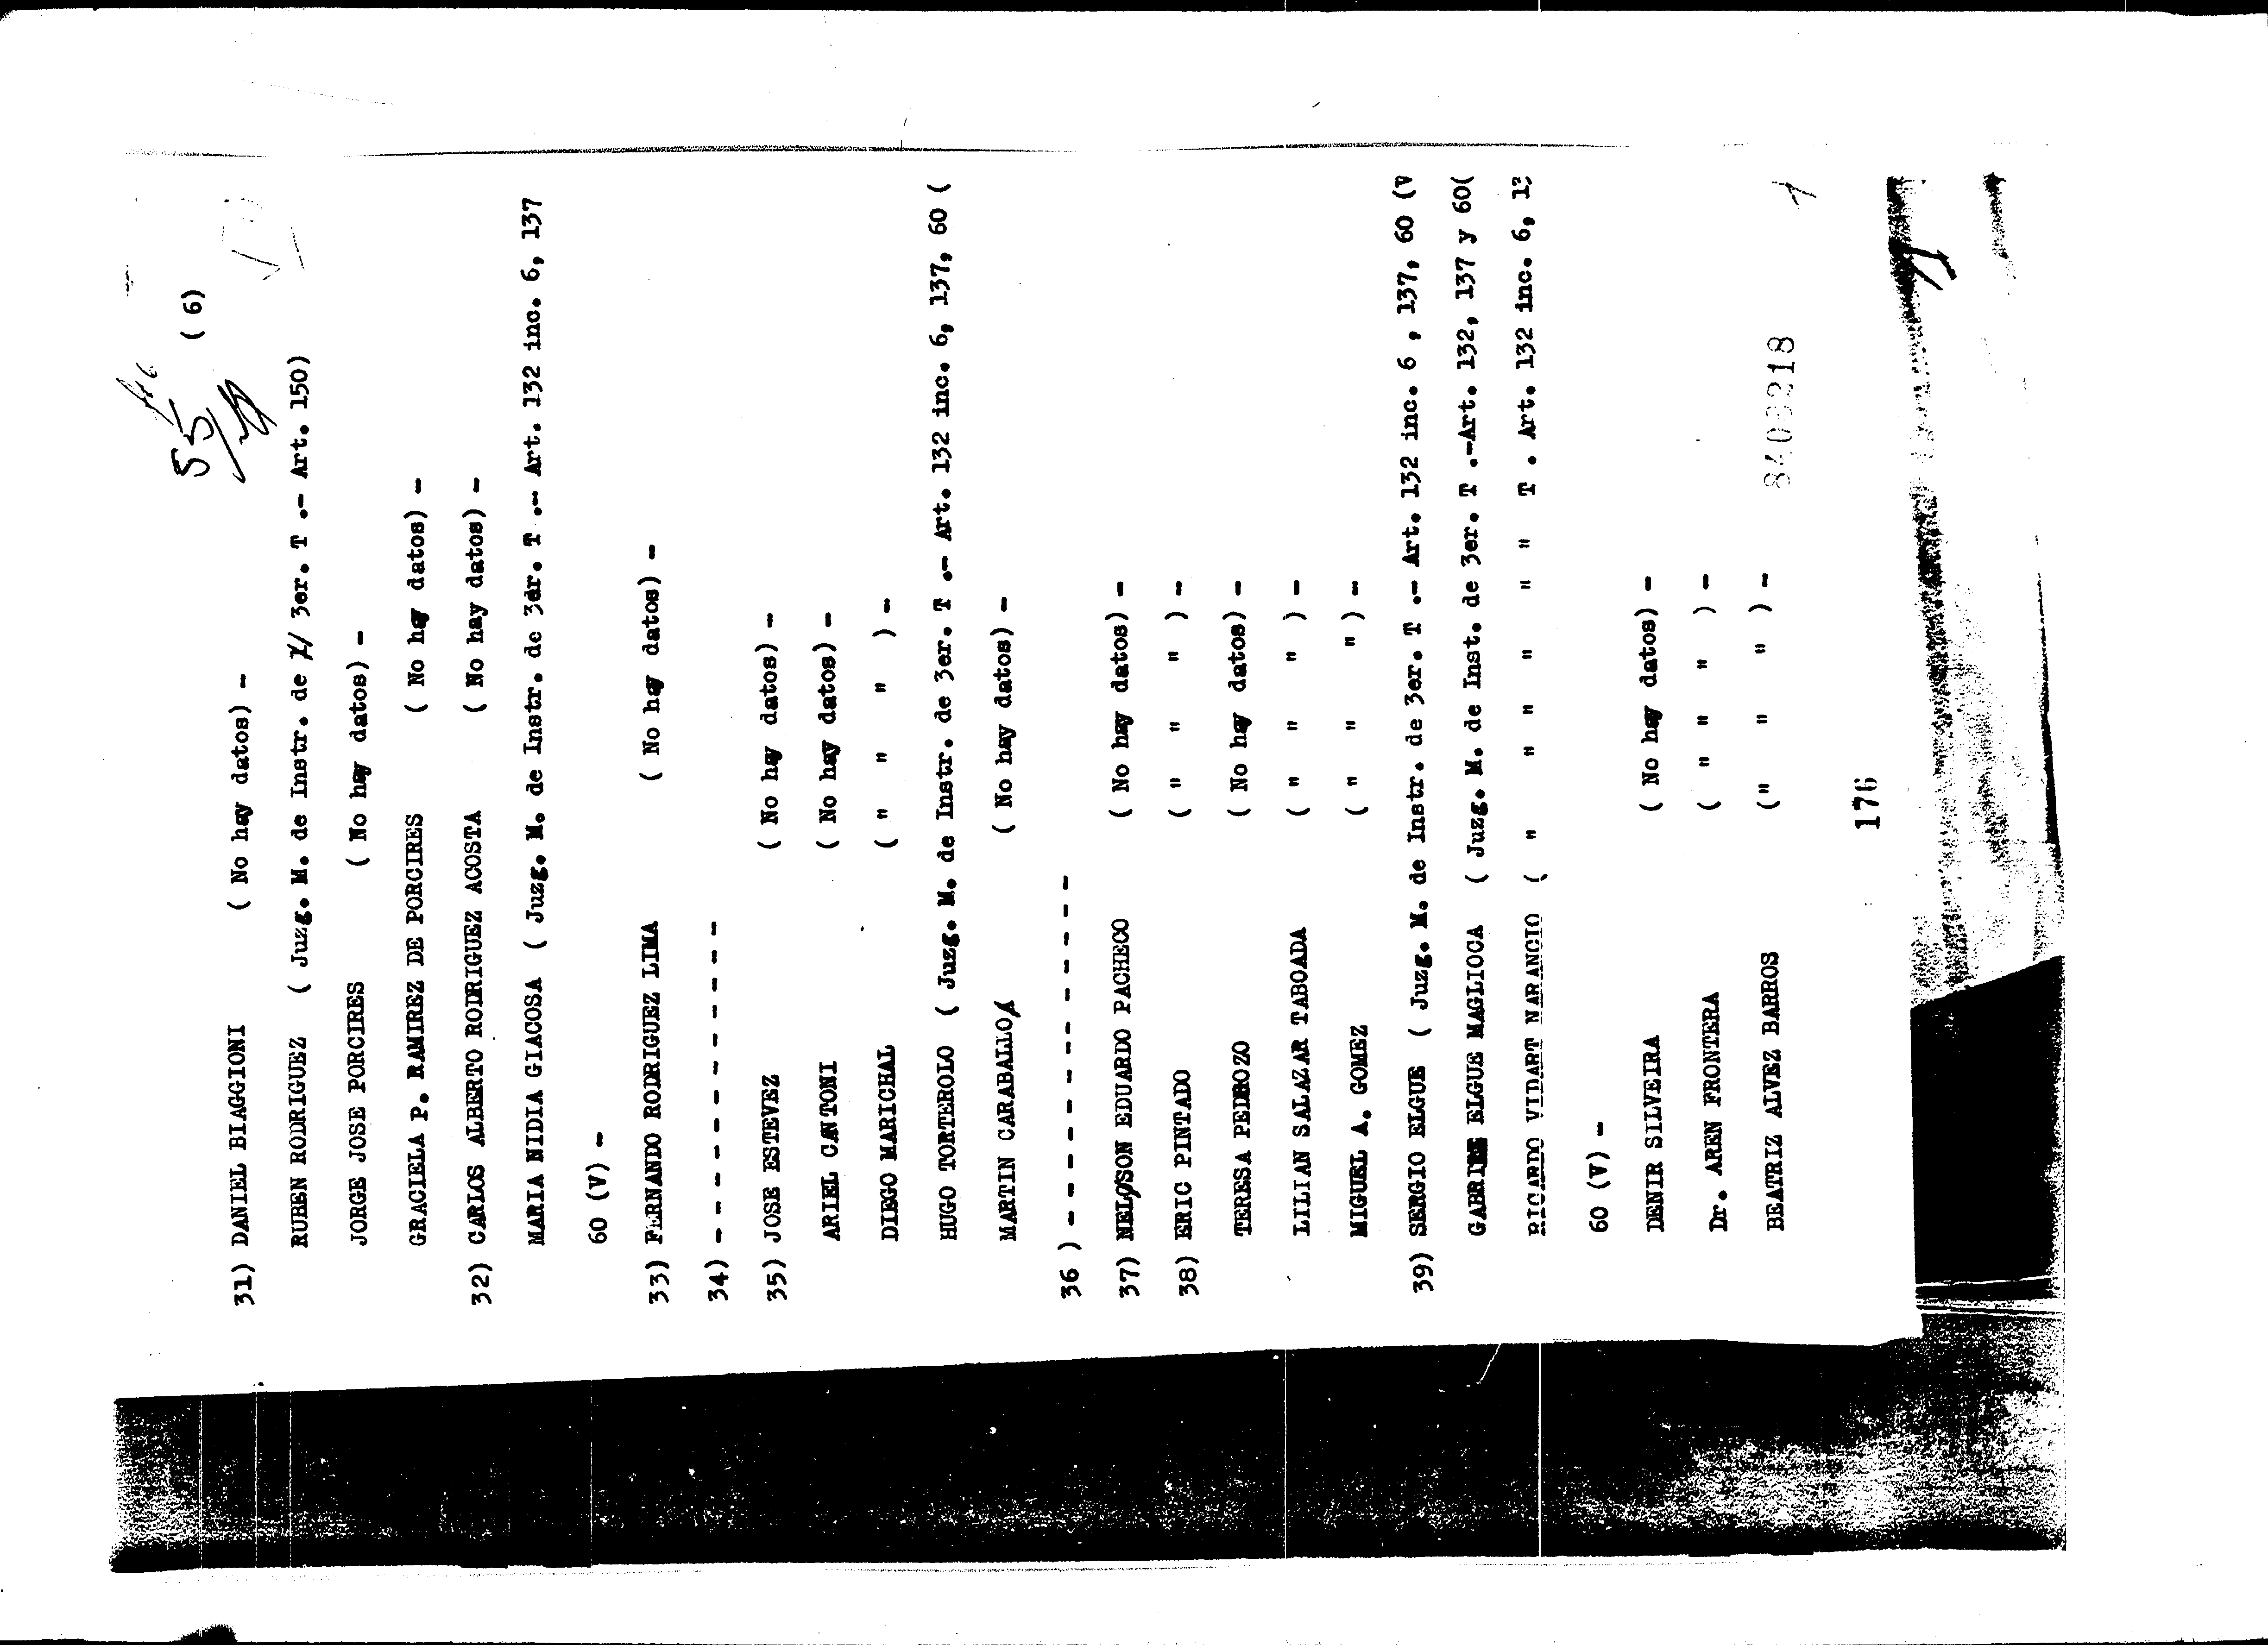 55
( 6)
31) DANIEL BIAGGIONI ( No hay datos) -
RUBEN RODRIGUEZ ( Juzg. M. de Instr. de 3er. T .- Art. 150)
JORGE JOSE PORCIRES ( No hay datos) -
GRACIELA P. RAMIREZ DE PORCIRES ( No hay datos) -
32) CARLOS ALBERTO RODRIGUEZ ACOSTA ( No hay datos) -
MARIA NIDIA GIACOSA ( Juzg. M. de Instr. de 3er. T .- Art. 132 inc. 6, 137
60 (V) -
33) FERNANDO RODRIGUEZ LIMA ( No hay datos) -
34) - - - - - - - - - - - -
35) JOSE ESTEVEZ ( No hay datos) -
ARIEL CANTONI ( No hay datos) -
DIEGO MARICHAL ( " " " ) -
HUGO TORTEROLO ( Juzg. M. de Instr. de 3er. T .- Art. 132 inc. 6, 137, 60 (
MARTIN CARABALLO ( No hay datos) -
36 ) - - - - - - - - - - - - - -
37) NELSON EDUARDO PACHECO ( No hay datos) -
38) ERIC PINTADO ( " " " ) -
TERESA PEDROZO ( No hay datos) -
LILIAN SALAZAR TABOADA ( " " " ) -
MIGUEL A. GOMEZ ( " " ") -
39) SERGIO ELGUE ( Juzg. M. de Instr. de 3er. T .- Art. 132 inc. 6 , 137, 60 (V
ELGUE MAGLIOCA ( Juzg. M. de Inst. de 3er. T .-Art. 132, 137 y 60(
RICARDO VIDART NARANCIO ( " " " " " " T . Art. 132 inc. 6, 13
60 (V) -
DENIR SILVEIRA ( No hay datos) -
Dr. AREN FRONTERA ( " " " ) -
BEATRIZ ALVEZ BARROS (" " " ) -
176